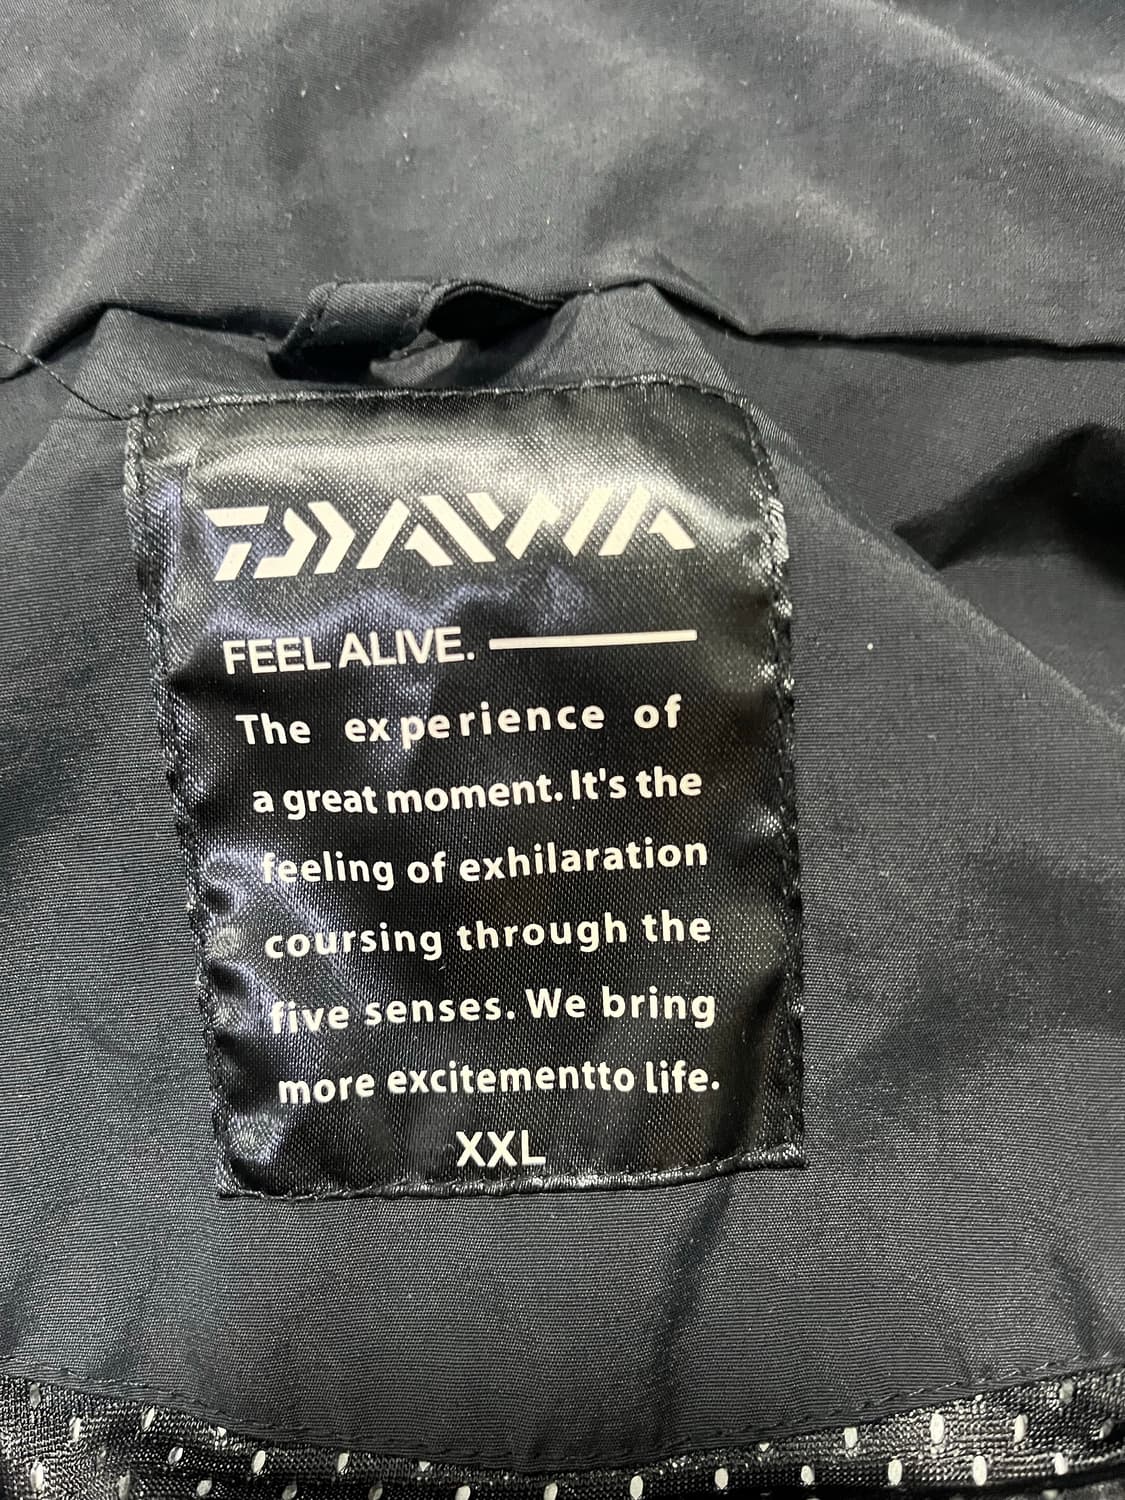 DAIWA
FEEL ALIVE.
The experience of
a great moment. It's the
feeling of exhilaration
coursing through the
five senses. We bring
more excitementto life.
XXL